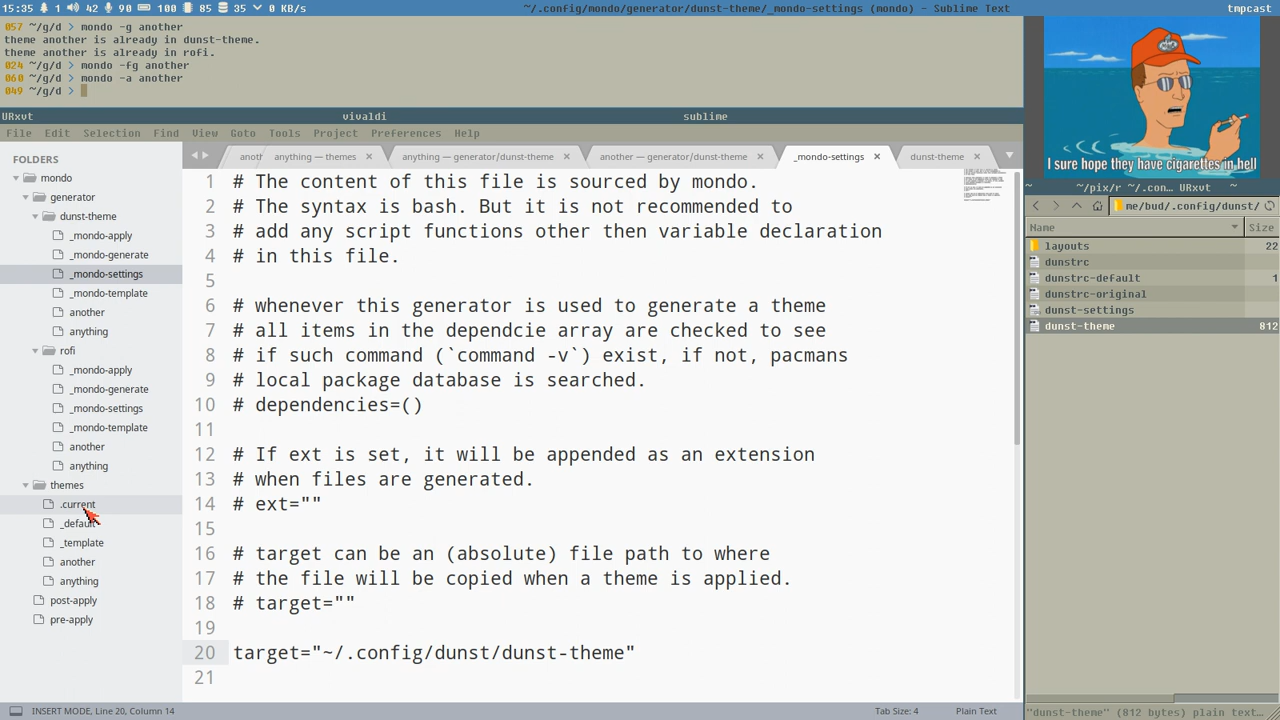 15:35 1 42 90 100 85 35 0 KB/s
~/.config/mondo/generator/dunst-theme/_mondo-settings (mondo) - Sublime Text
tmpcast
057 ~/g/d > mondo -g another
theme another is already in dunst-theme.
theme another is already in rofi.
024 ~/g/d > mondo -fg another
060 ~/g/d > mondo -a another
049 ~/g/d >
URxvt vivaldi sublime
File Edit Selection Find View Goto Tools Project Preferences Help
FOLDERS
mondo
generator
dunst-theme
_mondo-apply
_mondo-generate
_mondo-settings
_mondo-template
another
anything
rofi
_mondo-apply
_mondo-generate
_mondo-settings
_mondo-template
another
anything
themes
.current
_default
_template
another
anything
post-apply
pre-apply
anoth anything — themes anything — generator/dunst-theme another — generator/dunst-theme _mondo-settings dunst-theme
1 # The content of this file is sourced by mondo.
2 # The syntax is bash. But it is not recommended to
3 # add any script functions other then variable declaration
4 # in this file.
5
6 # whenever this generator is used to generate a theme
7 # all items in the dependcie array are checked to see
8 # if such command (`command -v`) exist, if not, pacmans
9 # local package database is searched.
10 # dependencies=()
11
12 # If ext is set, it will be appended as an extension
13 # when files are generated.
14 # ext=""
15
16 # target can be an (absolute) file path to where
17 # the file will be copied when a theme is applied.
18 # target=""
19
20 target="~/.config/dunst/dunst-theme"
21
INSERT MODE, Line 20, Column 14 Tab Size: 4 Plain Text
I sure hope they have cigarettes in hell
~ ~/pix/r ~/.con… URxvt ~
me/bud/.config/dunst/
Name Size
layouts 22
dunstrc
dunstrc-default 1
dunstrc-original
dunst-settings
dunst-theme 812
"dunst-theme" (812 bytes) plain text…